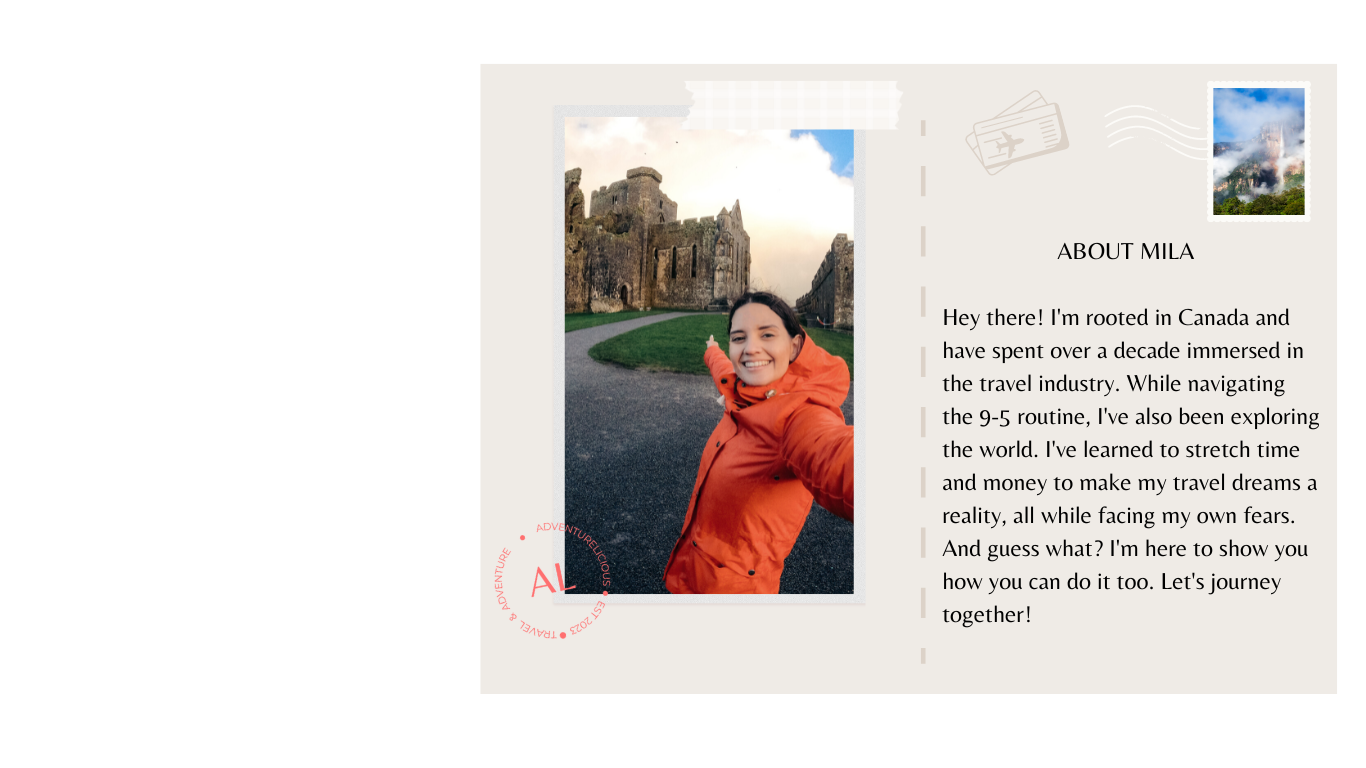 ABOUT MILA
Hey there! I'm rooted in Canada and
have spent over a decade immersed in
the travel industry. While navigating
the 9-5 routine, I've also been exploring
the world. I've learned to stretch time
and money to make my travel dreams a
reality, all while facing my own fears.
And guess what? I'm here to show you
how you can do it too. Let's journey
together!
ADVENTURELICIOUS • EST 2023 • TRAVEL & ADVENTURE •
AL